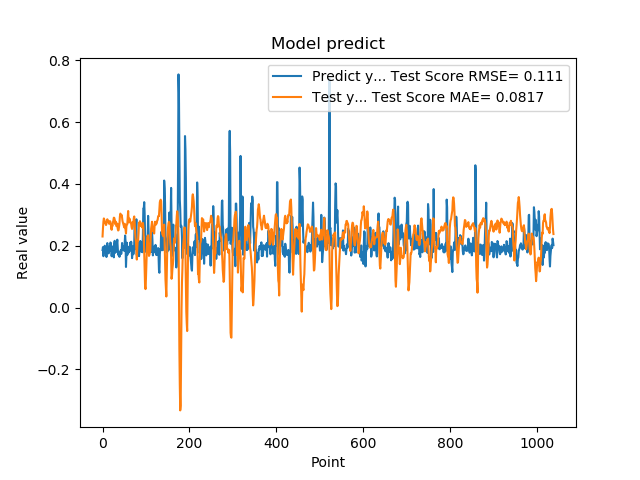 Model predict
Predict y... Test Score RMSE= 0.111
Test y... Test Score MAE= 0.0817
Real value
0.8
0.6
0.4
0.2
0.0
−0.2
0
200
400
600
800
1000
Point